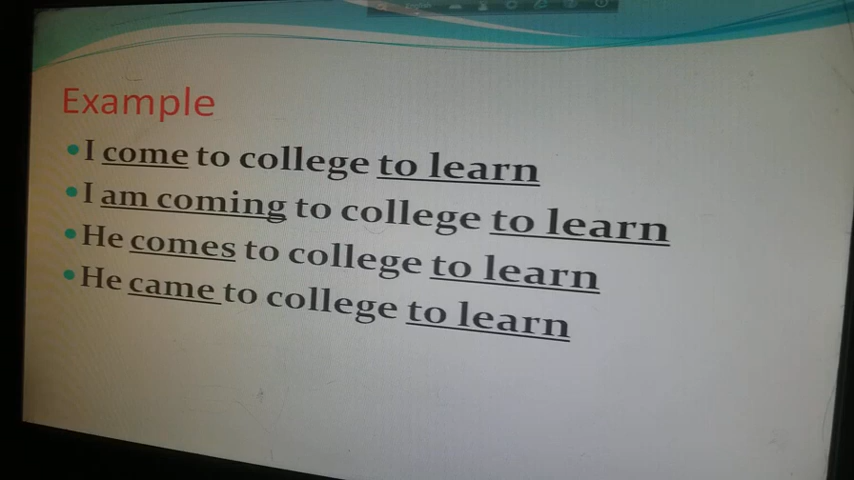 Example
I come to college to learn
I am coming to college to learn
He comes to college to learn
He came to college to learn